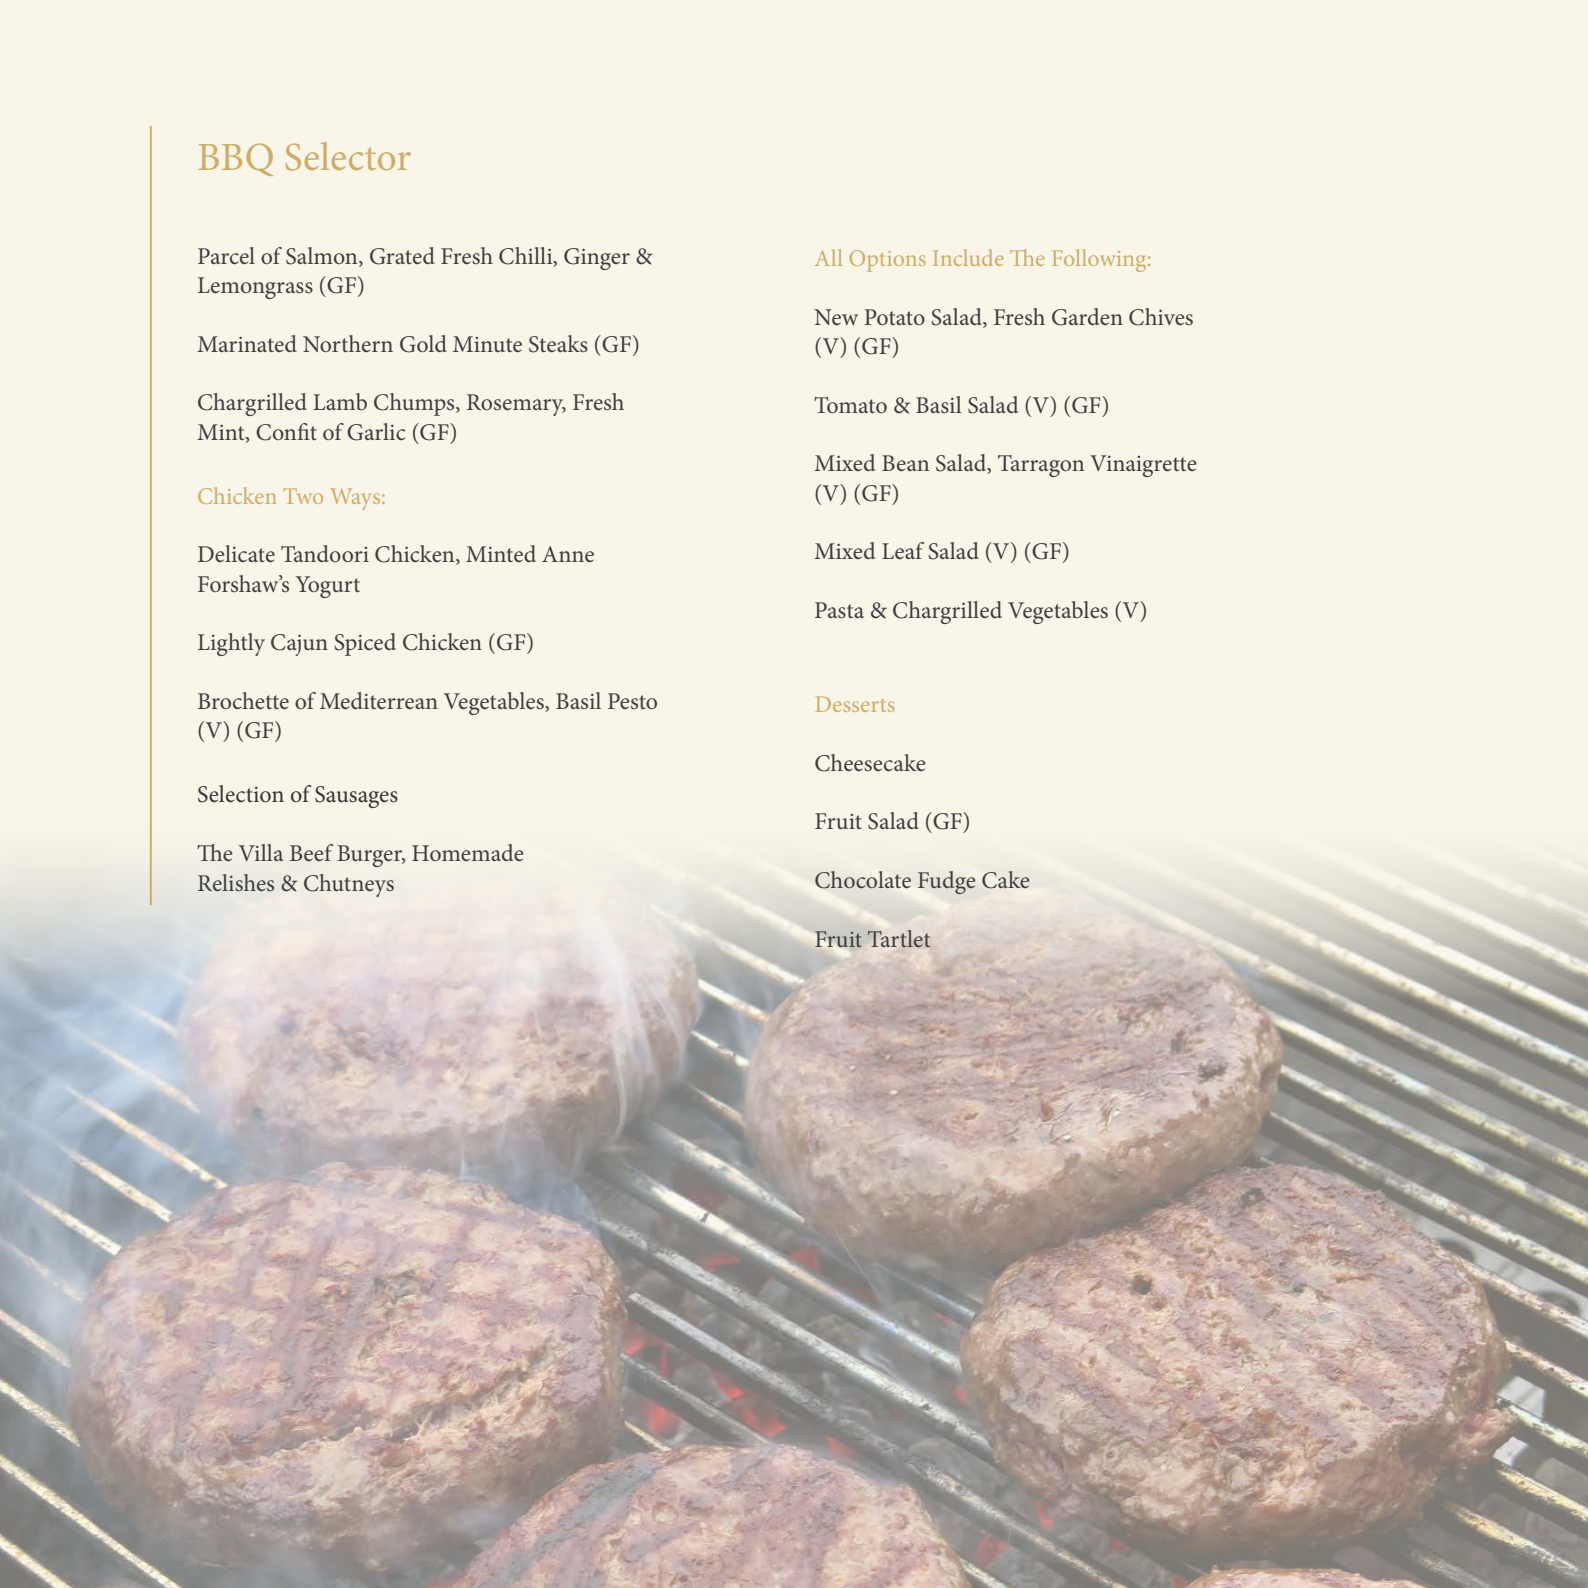 BBQ Selector
Parcel of Salmon, Grated Fresh Chilli, Ginger &
Lemongrass (GF)
Marinated Northern Gold Minute Steaks (GF)
Chargrilled Lamb Chumps, Rosemary, Fresh
Mint, Confit of Garlic (GF)
Chicken Two Ways:
Delicate Tandoori Chicken, Minted Anne
Forshaw’s Yogurt
Lightly Cajun Spiced Chicken (GF)
Brochette of Mediterrean Vegetables, Basil Pesto
(V) (GF)
Selection of Sausages
The Villa Beef Burger, Homemade
Relishes & Chutneys
All Options Include The Following:
New Potato Salad, Fresh Garden Chives
(V) (GF)
Tomato & Basil Salad (V) (GF)
Mixed Bean Salad, Tarragon Vinaigrette
(V) (GF)
Mixed Leaf Salad (V) (GF)
Pasta & Chargrilled Vegetables (V)
Desserts
Cheesecake
Fruit Salad (GF)
Chocolate Fudge Cake
Fruit Tartlet